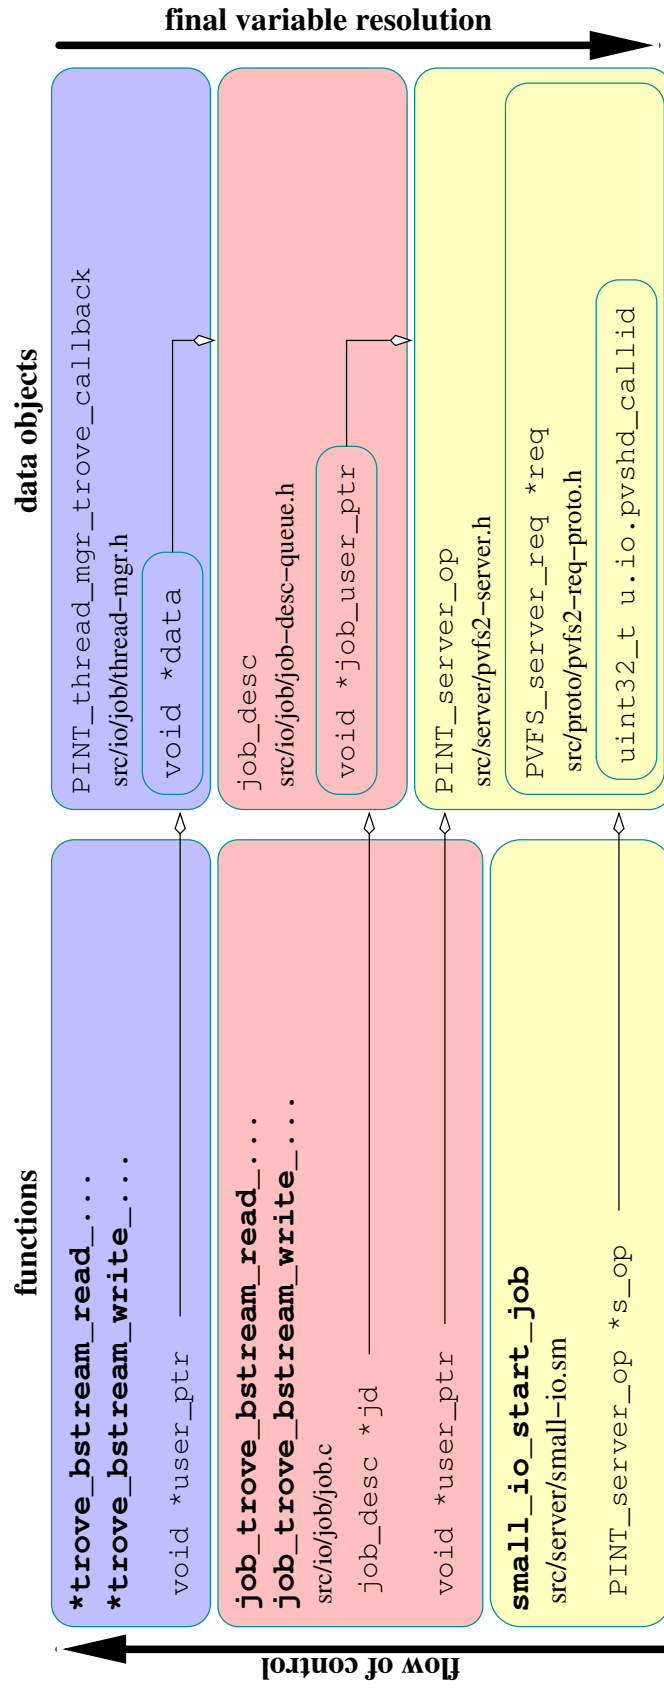 functions
data objects
flow of control
*trove_bstream_read_...
*trove_bstream_write_...
void *user_ptr
job_trove_bstream_read_...
job_trove_bstream_write_...
src/io/job/job.c
job_desc *jd
void *user_ptr
small_io_start_job
src/server/small−io.sm
PINT_server_op *s_op
PINT_thread_mgr_trove_callback
src/io/job/thread−mgr.h
void *data
job_desc
src/io/job/job−desc−queue.h
void *job_user_ptr
PINT_server_op
src/server/pvfs2−server.h
PVFS_server_req *req
src/proto/pvfs2−req−proto.h
uint32_t u.io.pvshd_callid
final variable resolution